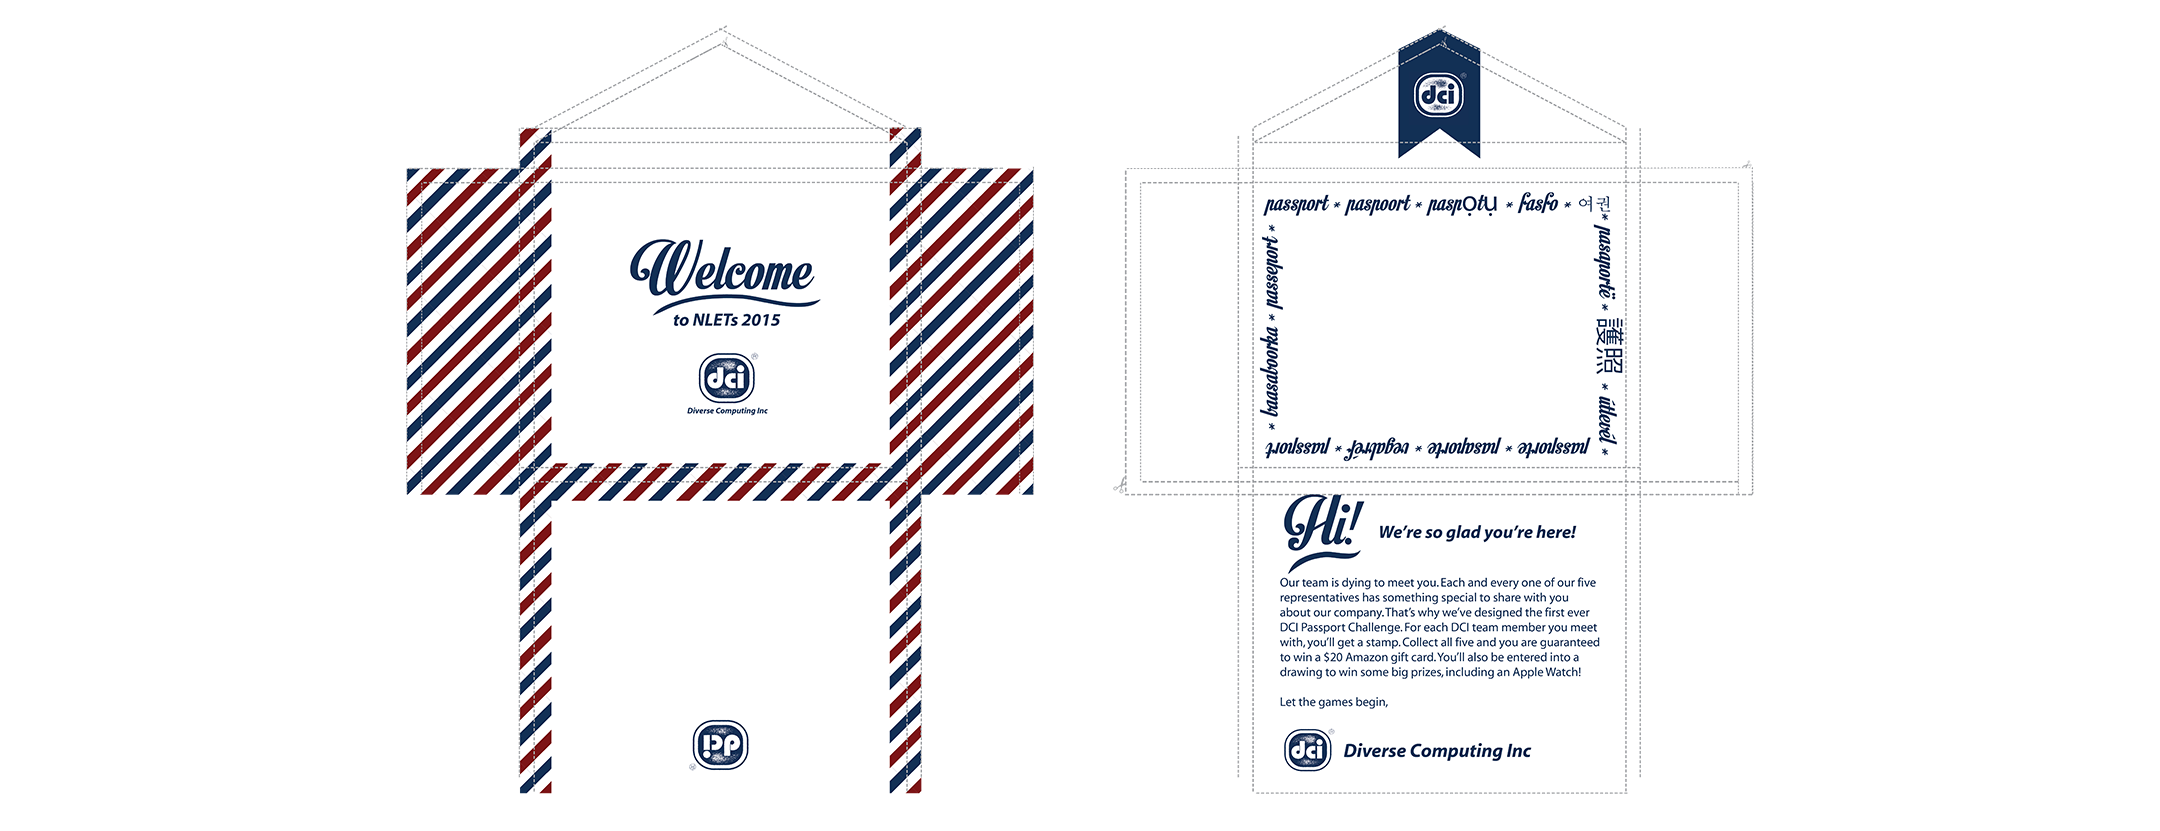 Welcome
to NLETs 2015
dci
®
Diverse Computing Inc
dci
®
dci
®
passport * paspoort * paspọtụ * fasfo * 여권
* pasaportë * 護照 * útlevél *
passaporte * pasaporte * vegabréf * passport
* baasaboorka * passeport *
Hi!
We're so glad you're here!
Our team is dying to meet you. Each and every one of our five
representatives has something special to share with you
about our company. That's why we've designed the first ever
DCI Passport Challenge. For each DCI team member you meet
with, you'll get a stamp. Collect all five and you are guaranteed
to win a $20 Amazon gift card. You'll also be entered into a
drawing to win some big prizes, including an Apple Watch!
Let the games begin,
dci
®
Diverse Computing Inc